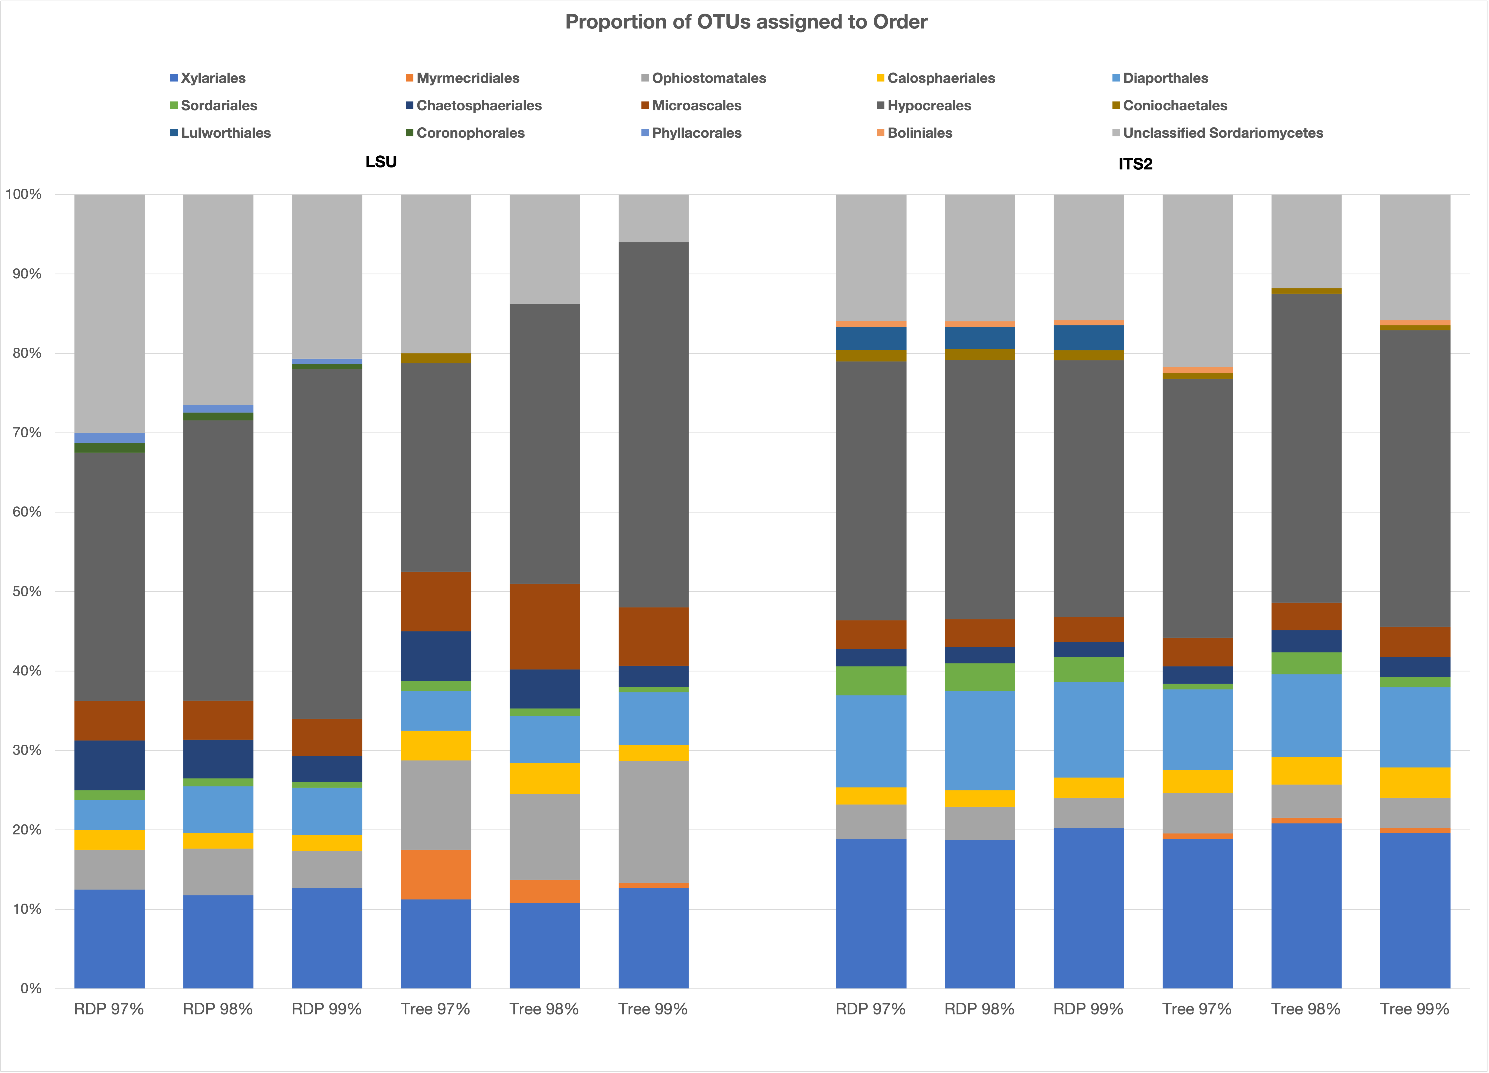 Proportion of OTUs assigned to Order
Xylariales Myrmecridiales Ophiostomatales Calosphaeriales Diaporthales
Sordariales Chaetosphaeriales Microascales Hypocreales Coniochaetales
Lulworthiales Coronophorales Phyllacorales Boliniales Unclassified Sordariomycetes
LSU ITS2
100%
90%
80%
70%
60%
50%
40%
30%
20%
10%
0%
RDP 97% RDP 98% RDP 99% Tree 97% Tree 98% Tree 99% RDP 97% RDP 98% RDP 99% Tree 97% Tree 98% Tree 99%